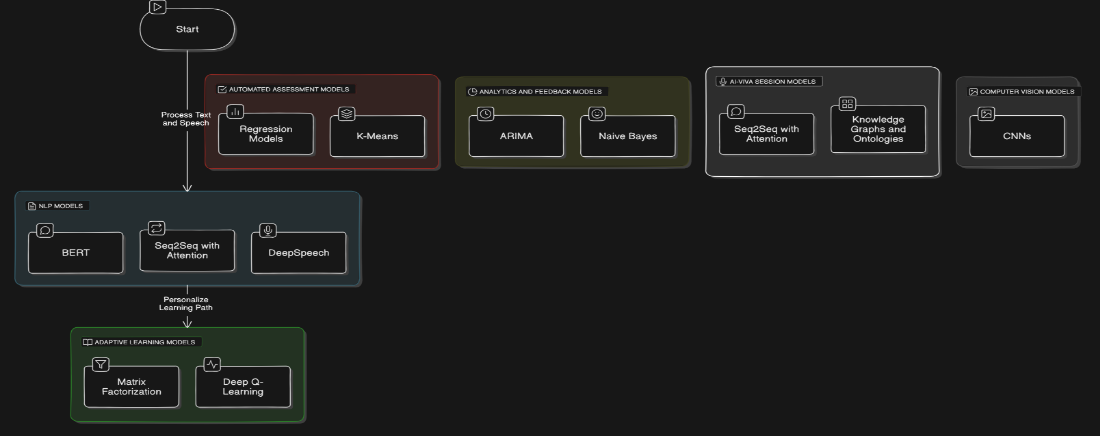 Start
Process Text
and Speech
AUTOMATED ASSESSMENT MODELS
Regression
Models
K-Means
ANALYTICS AND FEEDBACK MODELS
ARIMA
Naive Bayes
AI-VIVA SESSION MODELS
Seq2Seq with
Attention
Knowledge
Graphs and
Ontologies
COMPUTER VISION MODELS
CNNs
NLP MODELS
BERT
Seq2Seq with
Attention
DeepSpeech
Personalize
Learning Path
ADAPTIVE LEARNING MODELS
Matrix
Factorization
Deep Q-
Learning